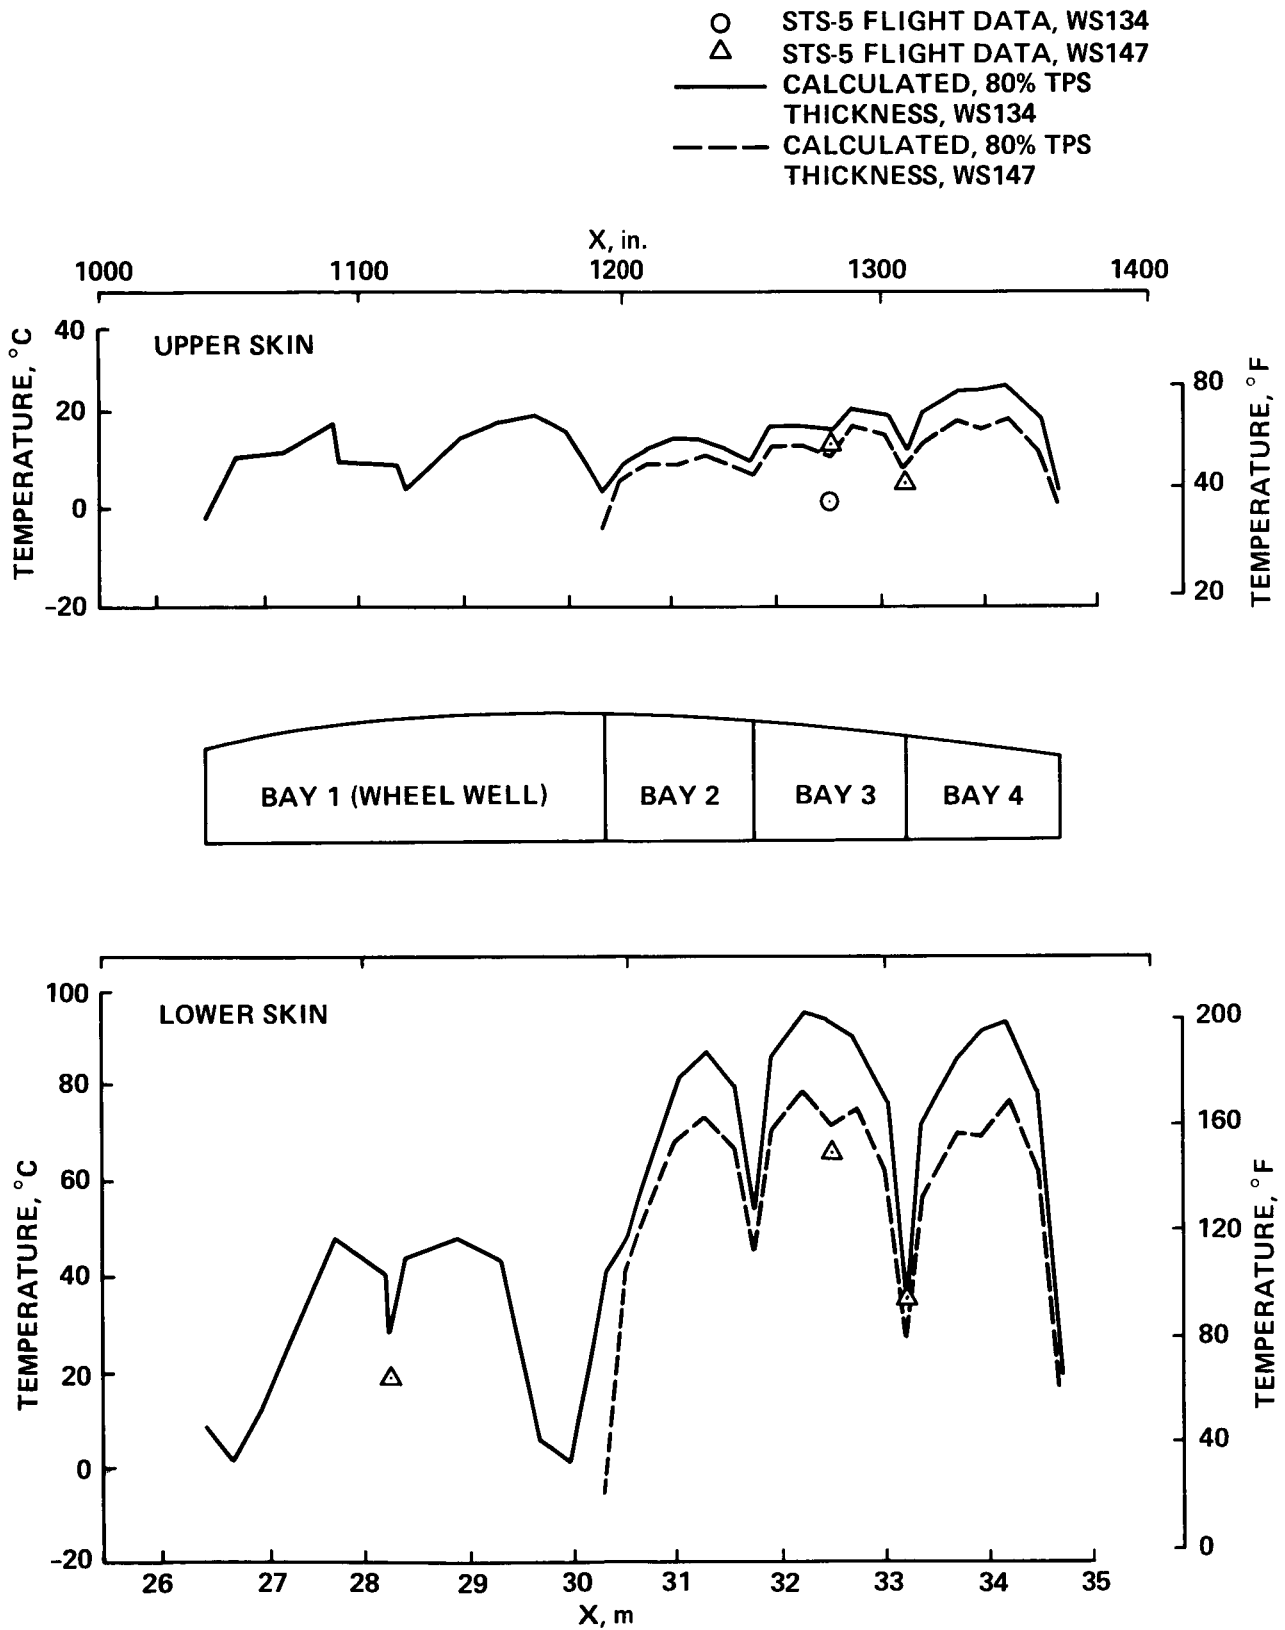 STS-5 FLIGHT DATA, WS134
STS-5 FLIGHT DATA, WS147
CALCULATED, 80% TPS
THICKNESS, WS134
CALCULATED, 80% TPS
THICKNESS, WS147
X, in.
1000 1100 1200 1300 1400
UPPER SKIN
TEMPERATURE, °C
40
20
0
-20
80
40
20
TEMPERATURE, °F
BAY 1 (WHEEL WELL) BAY 2 BAY 3 BAY 4
LOWER SKIN
TEMPERATURE, °C
100
80
60
40
20
0
-20
200
160
120
80
40
0
TEMPERATURE, °F
26 27 28 29 30 31 32 33 34 35
X, m